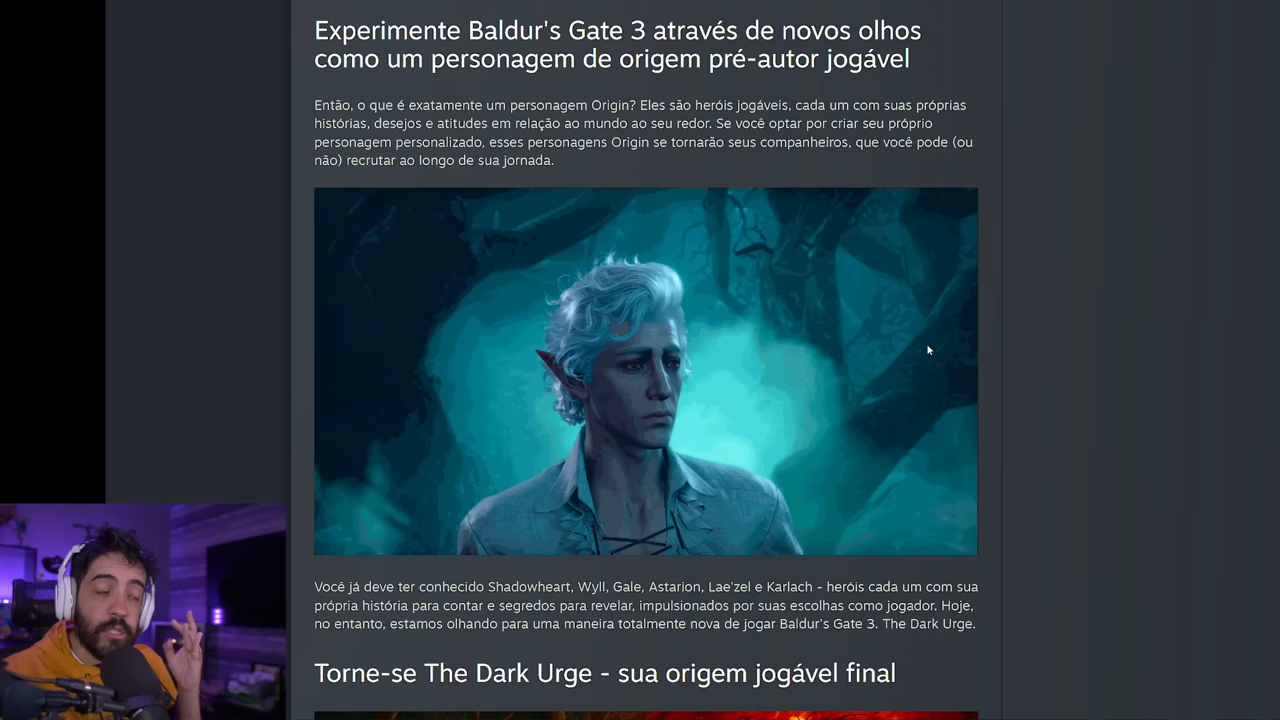 Experimente Baldur's Gate 3 através de novos olhos
como um personagem de origem pré-autor jogável
Então, o que é exatamente um personagem Origin? Eles são heróis jogáveis, cada um com suas próprias
histórias, desejos e atitudes em relação ao mundo ao seu redor. Se você optar por criar seu próprio
personagem personalizado, esses personagens Origin se tornarão seus companheiros, que você pode (ou
não) recrutar ao longo de sua jornada.
Você já deve ter conhecido Shadowheart, Wyll, Gale, Astarion, Lae'zel e Karlach - heróis cada um com sua
própria história para contar e segredos para revelar, impulsionados por suas escolhas como jogador. Hoje,
no entanto, estamos olhando para uma maneira totalmente nova de jogar Baldur's Gate 3. The Dark Urge.
Torne-se The Dark Urge - sua origem jogável final